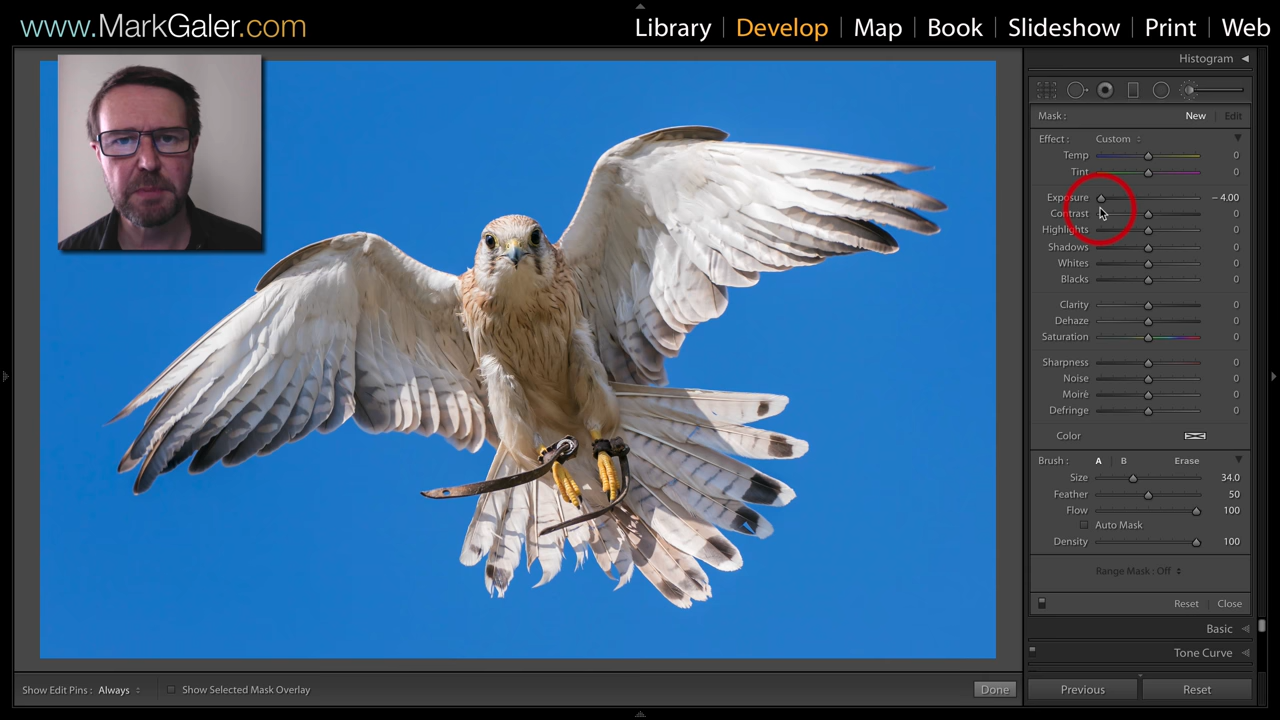 www.MarkGaler.com
Library | Develop | Map | Book | Slideshow | Print | Web
Histogram
Mask : New Edit
Effect : Custom
Temp 0
Tint 0
Exposure – 4.00
Contrast 0
Highlights 0
Shadows 0
Whites 0
Blacks 0
Clarity 0
Dehaze 0
Saturation 0
Sharpness 0
Noise 0
Moiré 0
Defringe 0
Color
Brush : A | B Erase
Size 34.0
Feather 50
Flow 100
Auto Mask
Density 100
Range Mask : Off
Reset | Close
Basic
Tone Curve
Show Edit Pins : Always Show Selected Mask Overlay Done Previous Reset